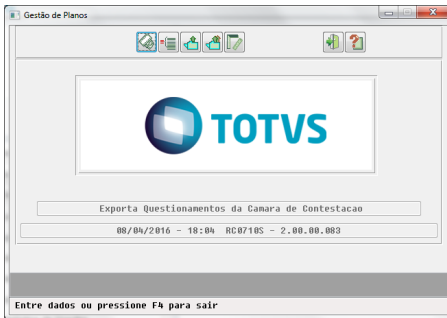 Gestão de Planos
TOTVS
Exporta Questionamentos da Camara de Contestacao
08/04/2016 - 18:04 RC0710S - 2.00.00.083
Entre dados ou pressione F4 para sair